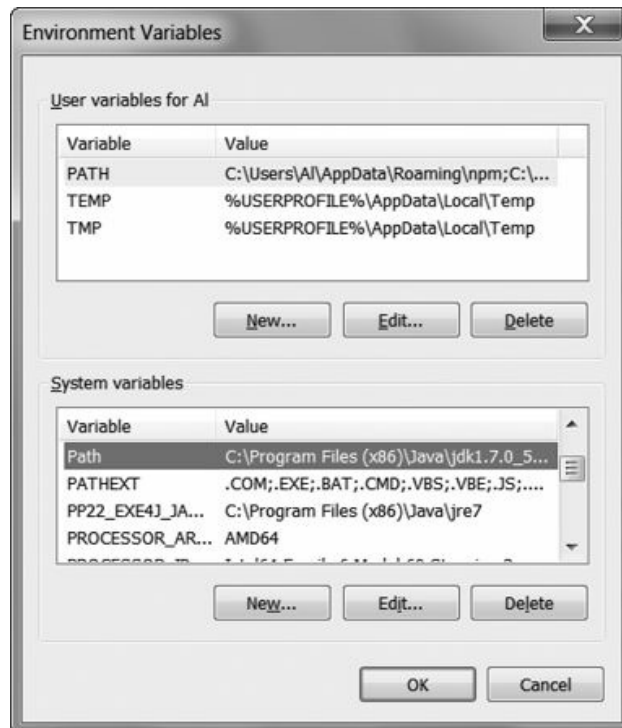 Environment Variables
User variables for Al
Variable Value
PATH C:\Users\Al\AppData\Roaming\npm;C:\...
TEMP %USERPROFILE%\AppData\Local\Temp
TMP %USERPROFILE%\AppData\Local\Temp
New... Edit... Delete
System variables
Variable Value
Path C:\Program Files (x86)\Java\jdk1.7.0_5...
PATHEXT .COM;.EXE;.BAT;.CMD;.VBS;.VBE;.JS;....
PP22_EXE4J_JA... C:\Program Files (x86)\Java\jre7
PROCESSOR_AR... AMD64
New... Edit... Delete
OK Cancel